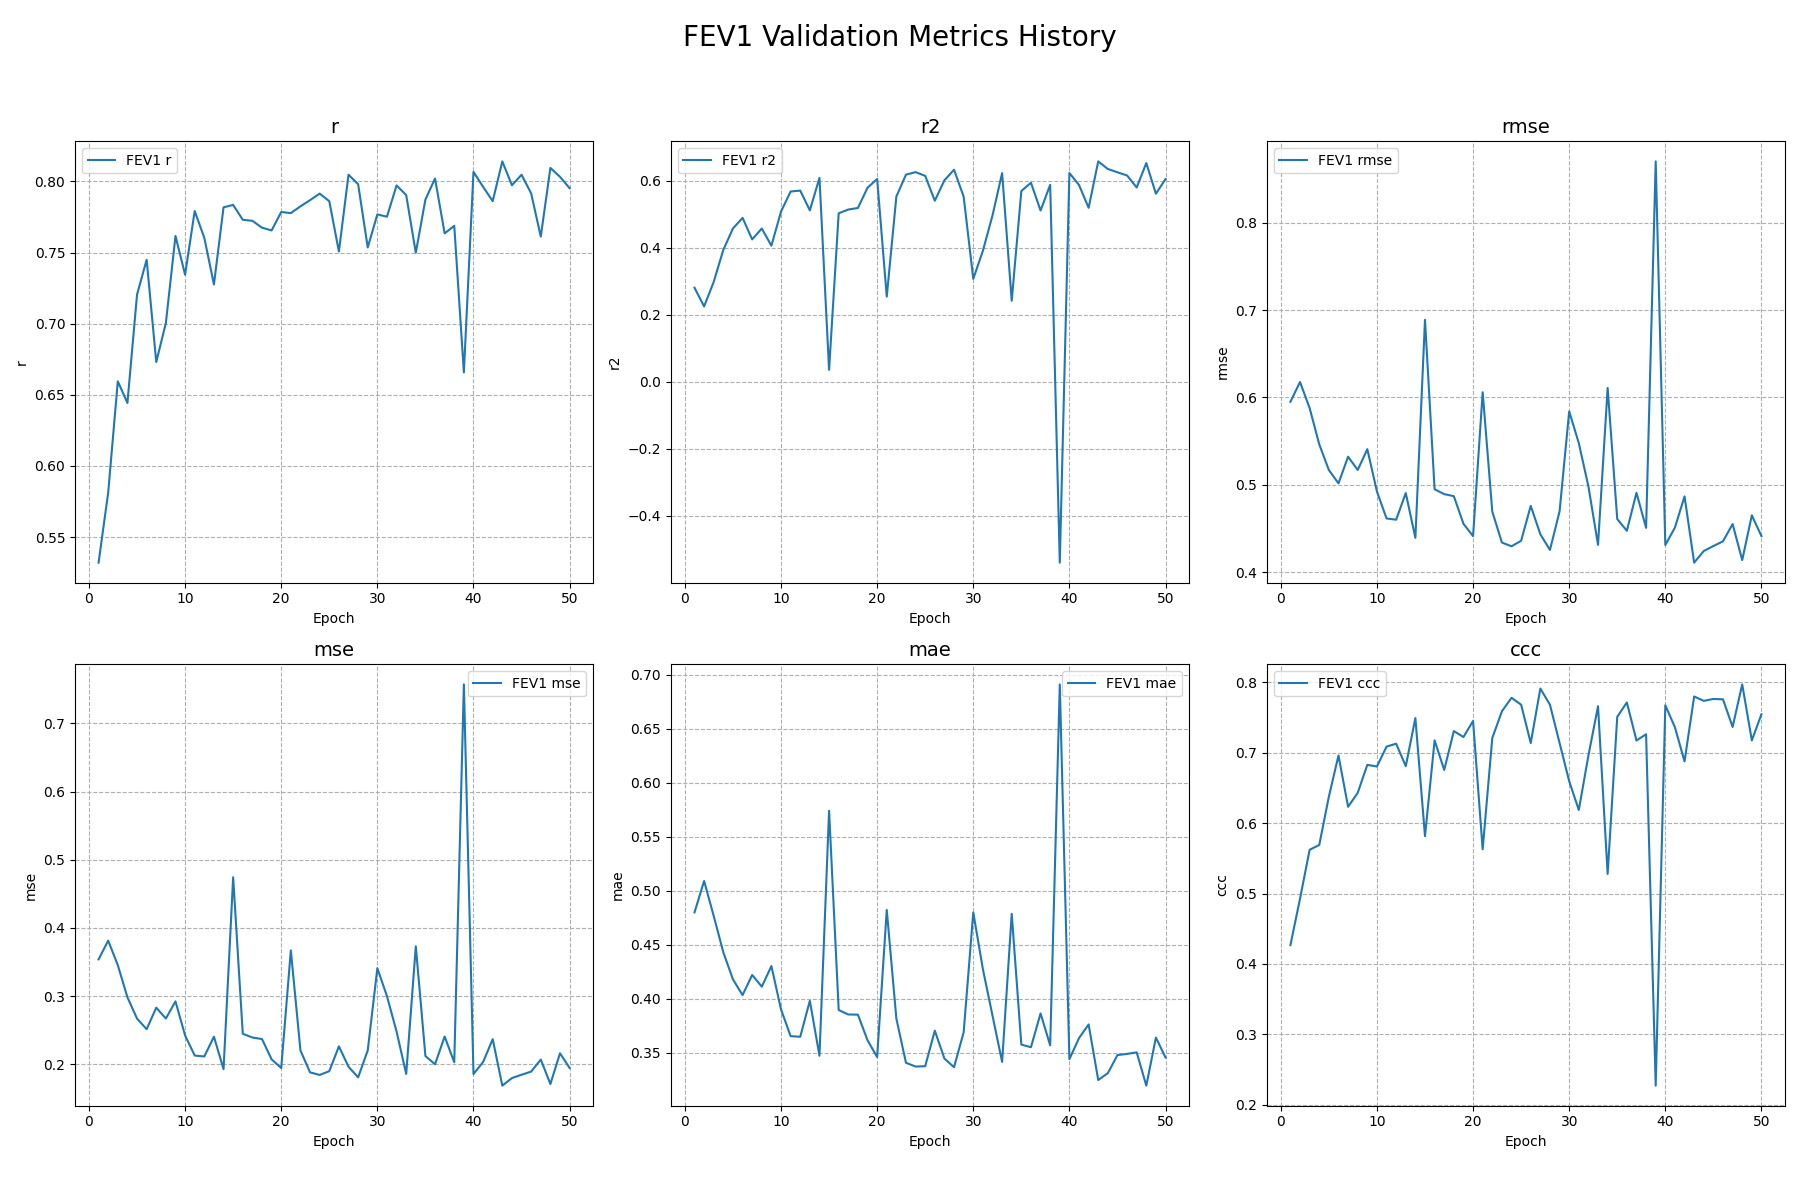 FEV1 Validation Metrics History
r
FEV1 r
0.80
0.75
0.70
0.65
0.60
0.55
r
0 10 20 30 40 50
Epoch
r2
FEV1 r2
0.6
0.4
0.2
0.0
−0.2
−0.4
r2
0 10 20 30 40 50
Epoch
rmse
FEV1 rmse
0.8
0.7
0.6
0.5
0.4
rmse
0 10 20 30 40 50
Epoch
mse
FEV1 mse
0.7
0.6
0.5
0.4
0.3
0.2
mse
0 10 20 30 40 50
Epoch
mae
FEV1 mae
0.70
0.65
0.60
0.55
0.50
0.45
0.40
0.35
mae
0 10 20 30 40 50
Epoch
ccc
FEV1 ccc
0.8
0.7
0.6
0.5
0.4
0.3
0.2
ccc
0 10 20 30 40 50
Epoch